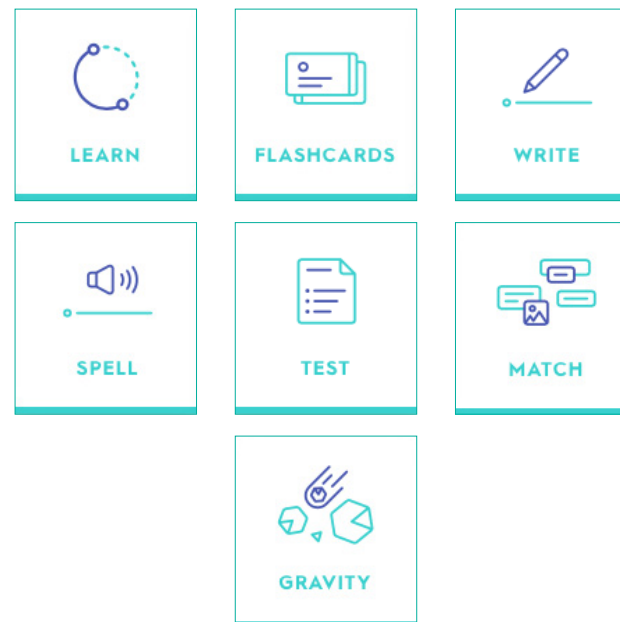 LEARN
FLASHCARDS
WRITE
SPELL
TEST
MATCH
GRAVITY